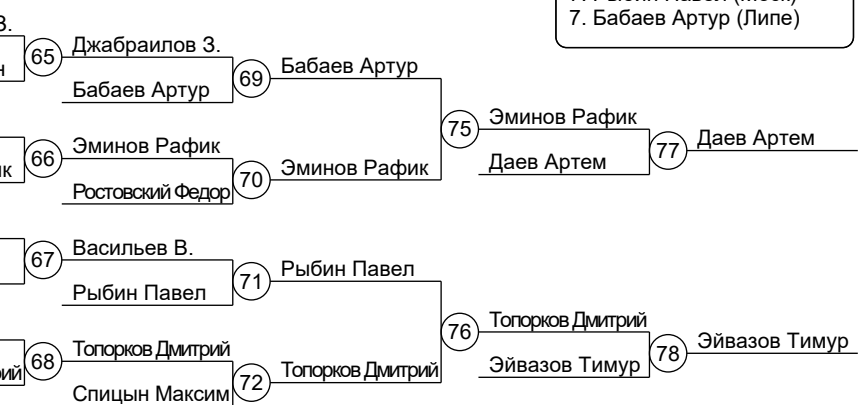 7. Бабаев Артур (Липе)
65
Джабраилов З.
Бабаев Артур
69
Бабаев Артур
66
Эминов Рафик
Ростовский Федор
70
Эминов Рафик
75
Эминов Рафик
Даев Артем
77
Даев Артем
67
Васильев В.
Рыбин Павел
71
Рыбин Павел
68
Топорков Дмитрий
Спицын Максим
72
Топорков Дмитрий
76
Топорков Дмитрий
Эйвазов Тимур
78
Эйвазов Тимур